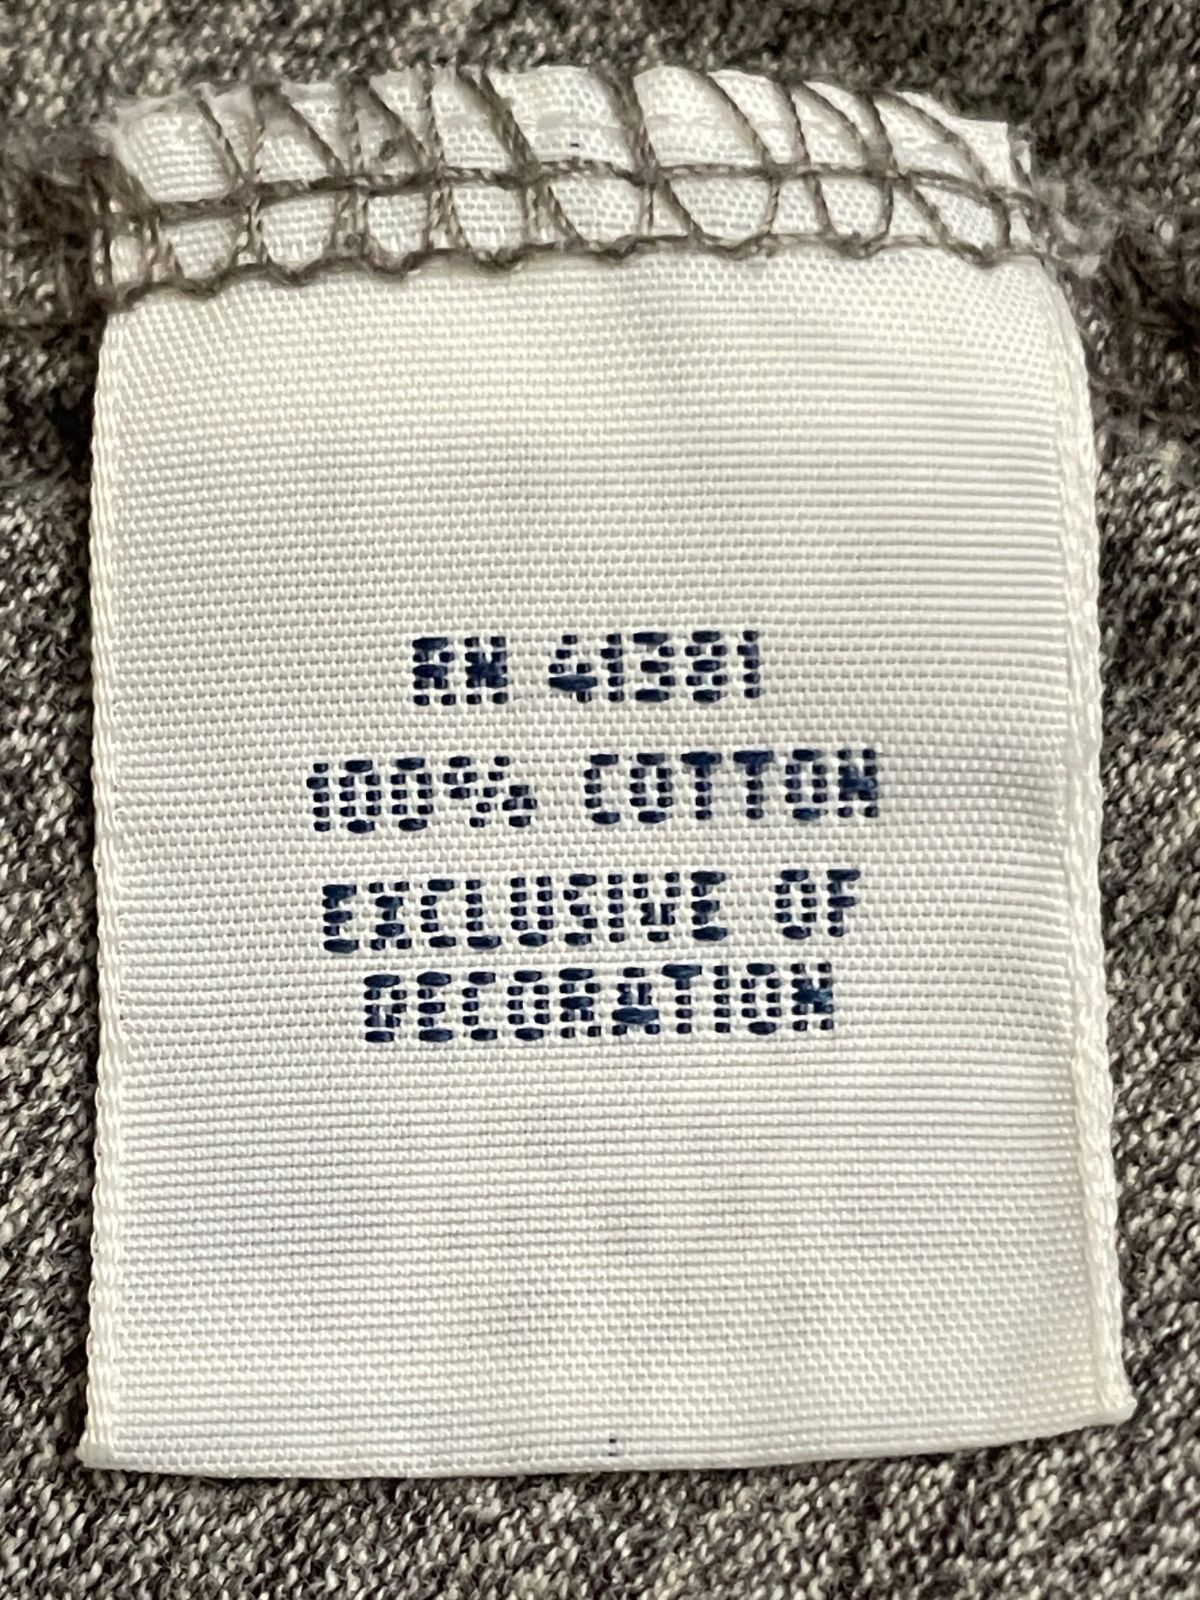 RN 41381
100% COTTON
EXCLUSIVE OF
DECORATION